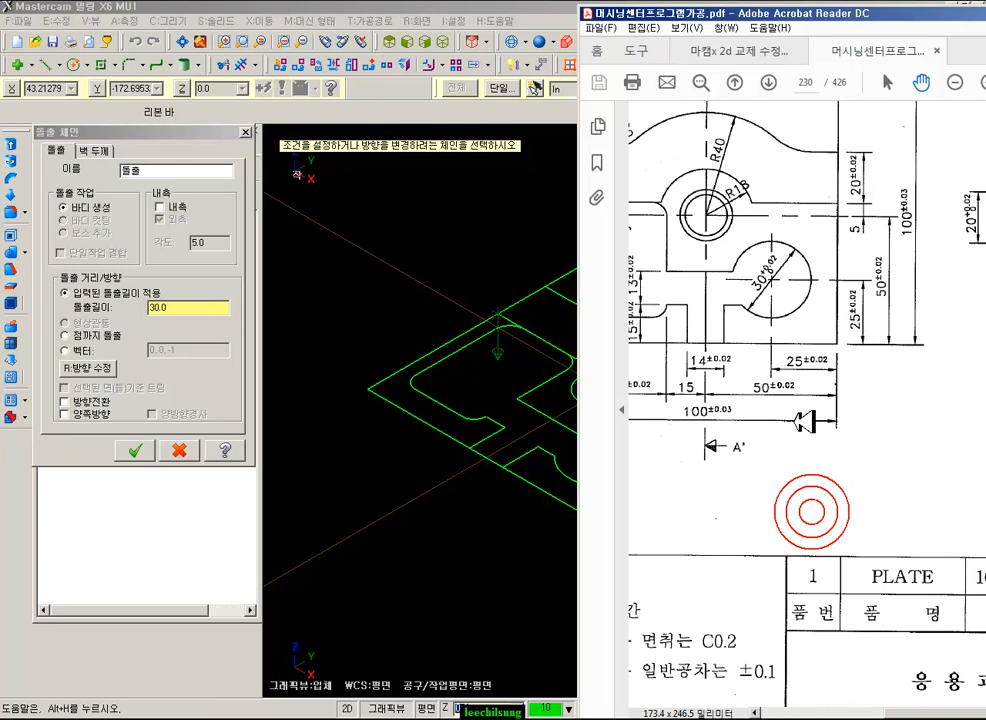 Mastercam 밀링 X6 MUI
F:파일 E:수정 V:뷰 A:측정 C:그리기 S:솔리드 X:이동 M:머신 형태 T:가공경로 R:화면 I:설정 H:도움말
전체... 단일... In
X 43.21279 Y -172.6953 Z 0.0
리본 바
돌출 체인
돌출 벽 두께
이름 돌출
돌출 작업
바디 생성
바디 컷팅
보스 추가
단일작업 결합
내측
내측
외측
각도: 5.0
돌출 거리/방향
입력된 돌출길이 적용
돌출길이: 30.0
형상관통
점까지 돌출
벡터: 0, 0, -1
R:방향 수정
선택된 면(들)기준 트림
방향전환
양쪽방향 양방향경사
조건을 설정하거나 방향을 변경하려는 체인을 선택하시오
Y
X
Z
Y
X
그래픽뷰:입체 WCS:평면 공구/작업평면:평면
도움말은, Alt+H를 누르시오.
2D 그래픽뷰 평면 Z
leechilsung
10
머시닝센터프로그램가공.pdf - Adobe Acrobat Reader DC
파일(F) 편집(E) 보기(V) 창(W) 도움말(H)
홈 도구 마캠x 2d 교제 수정... 머시닝센터프로그... ×
230 / 426
R40
R18
20±0.02
5
100±0.03
50±0.02
25±0.02
30+0.02
15±0.02
14±0.02
25±0.02
15 50±0.02
100±0.03
A'
1 PLATE
품 번 품 명
면취는 C0.2
일반공차는 ±0.1
응 용
173.4 x 246.5 밀리미터